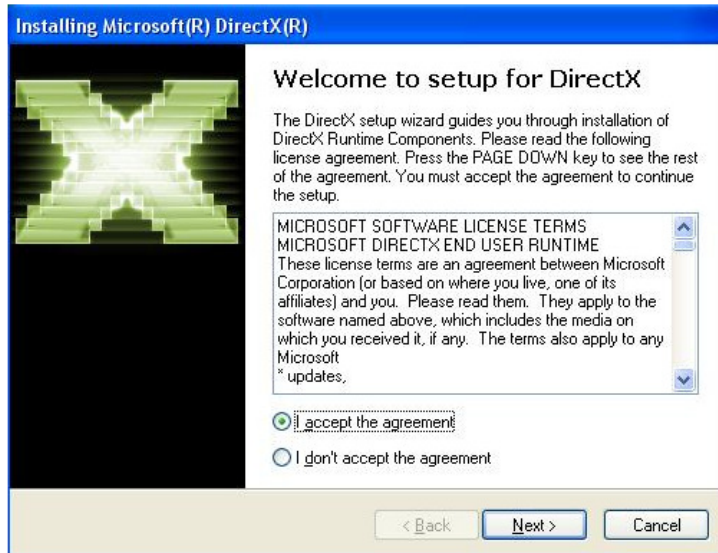 Installing Microsoft(R) DirectX(R)
Welcome to setup for DirectX
The DirectX setup wizard guides you through installation of
DirectX Runtime Components. Please read the following
license agreement. Press the PAGE DOWN key to see the rest
of the agreement. You must accept the agreement to continue
the setup.
MICROSOFT SOFTWARE LICENSE TERMS
MICROSOFT DIRECTX END USER RUNTIME
These license terms are an agreement between Microsoft
Corporation (or based on where you live, one of its
affiliates) and you.  Please read them.  They apply to the
software named above, which includes the media on
which you received it, if any.  The terms also apply to any
Microsoft
* updates,
I accept the agreement
I don't accept the agreement
< Back
Next >
Cancel